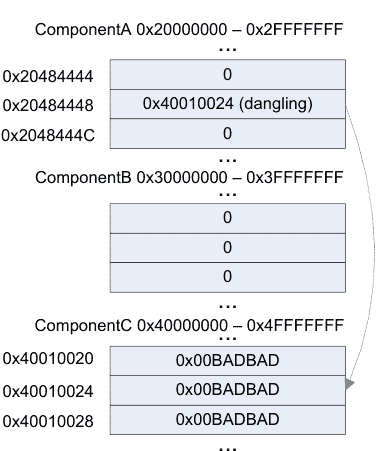 ComponentA 0x20000000 – 0x2FFFFFFF
...
0x20484444 0
0x20484448 0x40010024 (dangling)
0x2048444C 0
...
ComponentB 0x30000000 – 0x3FFFFFFF
...
0
0
0
...
ComponentC 0x40000000 – 0x4FFFFFFF
...
0x40010020 0x00BADBAD
0x40010024 0x00BADBAD
0x40010028 0x00BADBAD
...